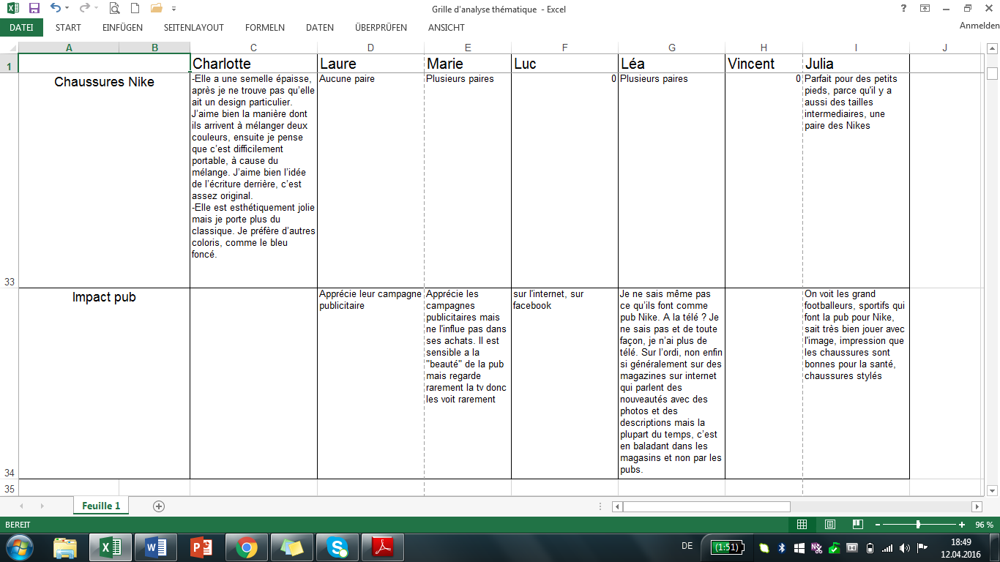 Grille d'analyse thématique - Excel
?
DATEI START EINFÜGEN SEITENLAYOUT FORMELN DATEN ÜBERPRÜFEN ANSICHT Anmelden
A B C D E F G H I J
1 Charlotte Laure Marie Luc Léa Vincent Julia
33
Chaussures Nike
-Elle a une semelle épaisse,
après je ne trouve pas qu’elle
ait un design particulier.
J’aime bien la manière dont
ils arrivent à mélanger deux
couleurs, ensuite je pense
que c’est difficilement
portable, à cause du
mélange. J’aime bien l’idée
de l’écriture derrière, c’est
assez original.
-Elle est esthétiquement jolie
mais je porte plus du
classique. Je préfère d’autres
coloris, comme le bleu
foncé.
Aucune paire
Plusieurs paires
0
Plusieurs paires
0
Parfait pour des petits
pieds, parce qu'il y a
aussi des tailles
intermediaires, une
paire des Nikes
34
Impact pub
Apprécie leur campagne
publicitaire
Apprécie les
campagnes
publicitaires mais
ne l'influe pas dans
ses achats. Il est
sensible a la
"beauté" de la pub
mais regarde
rarement la tv donc
les voit rarement
sur l'internet, sur
facebook
Je ne sais même pas
ce qu’ils font comme
pub Nike. A la télé ? Je
ne sais pas et de toute
façon, je n’ai plus de
télé. Sur l’ordi, non enfin
si généralement sur des
magazines sur internet
qui parlent des
nouveautés avec des
photos et des
descriptions mais la
plupart du temps, c’est
en baladant dans les
magasins et non par les
pubs.
On voit les grand
footballeurs, sportifs qui
font la pub pour Nike,
sait très bien jouer avec
l'image, impression que
les chaussures sont
bonnes pour la santé,
chaussures stylés
35
Feuille 1
BEREIT
96 %
DE
(1:51)
18:49
12.04.2016